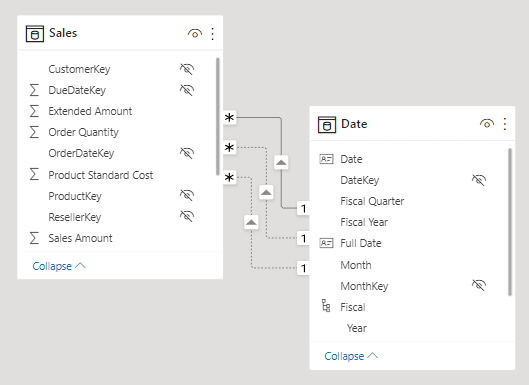 Sales
CustomerKey
DueDateKey
Extended Amount
Order Quantity
OrderDateKey
Product Standard Cost
ProductKey
ResellerKey
Sales Amount
Collapse
*
*
*
1
1
1
Date
Date
DateKey
Fiscal Quarter
Fiscal Year
Full Date
Month
MonthKey
Fiscal
Year
Collapse